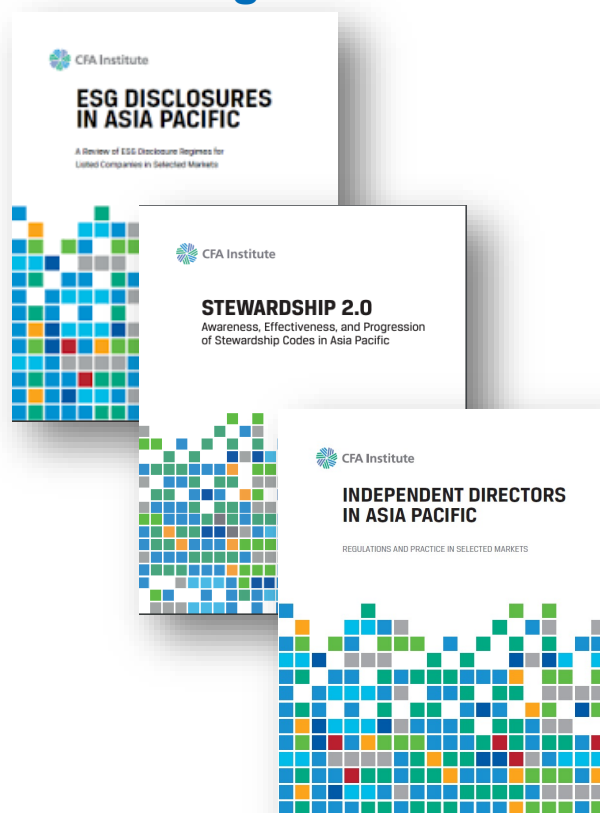 CFA Institute
ESG DISCLOSURES
IN ASIA PACIFIC
A Review of ESG Disclosure Regimes for
Listed Companies in Selected Markets
CFA Institute
STEWARDSHIP 2.0
Awareness, Effectiveness, and Progression
of Stewardship Codes in Asia Pacific
CFA Institute
INDEPENDENT DIRECTORS
IN ASIA PACIFIC
REGULATIONS AND PRACTICE IN SELECTED MARKETS